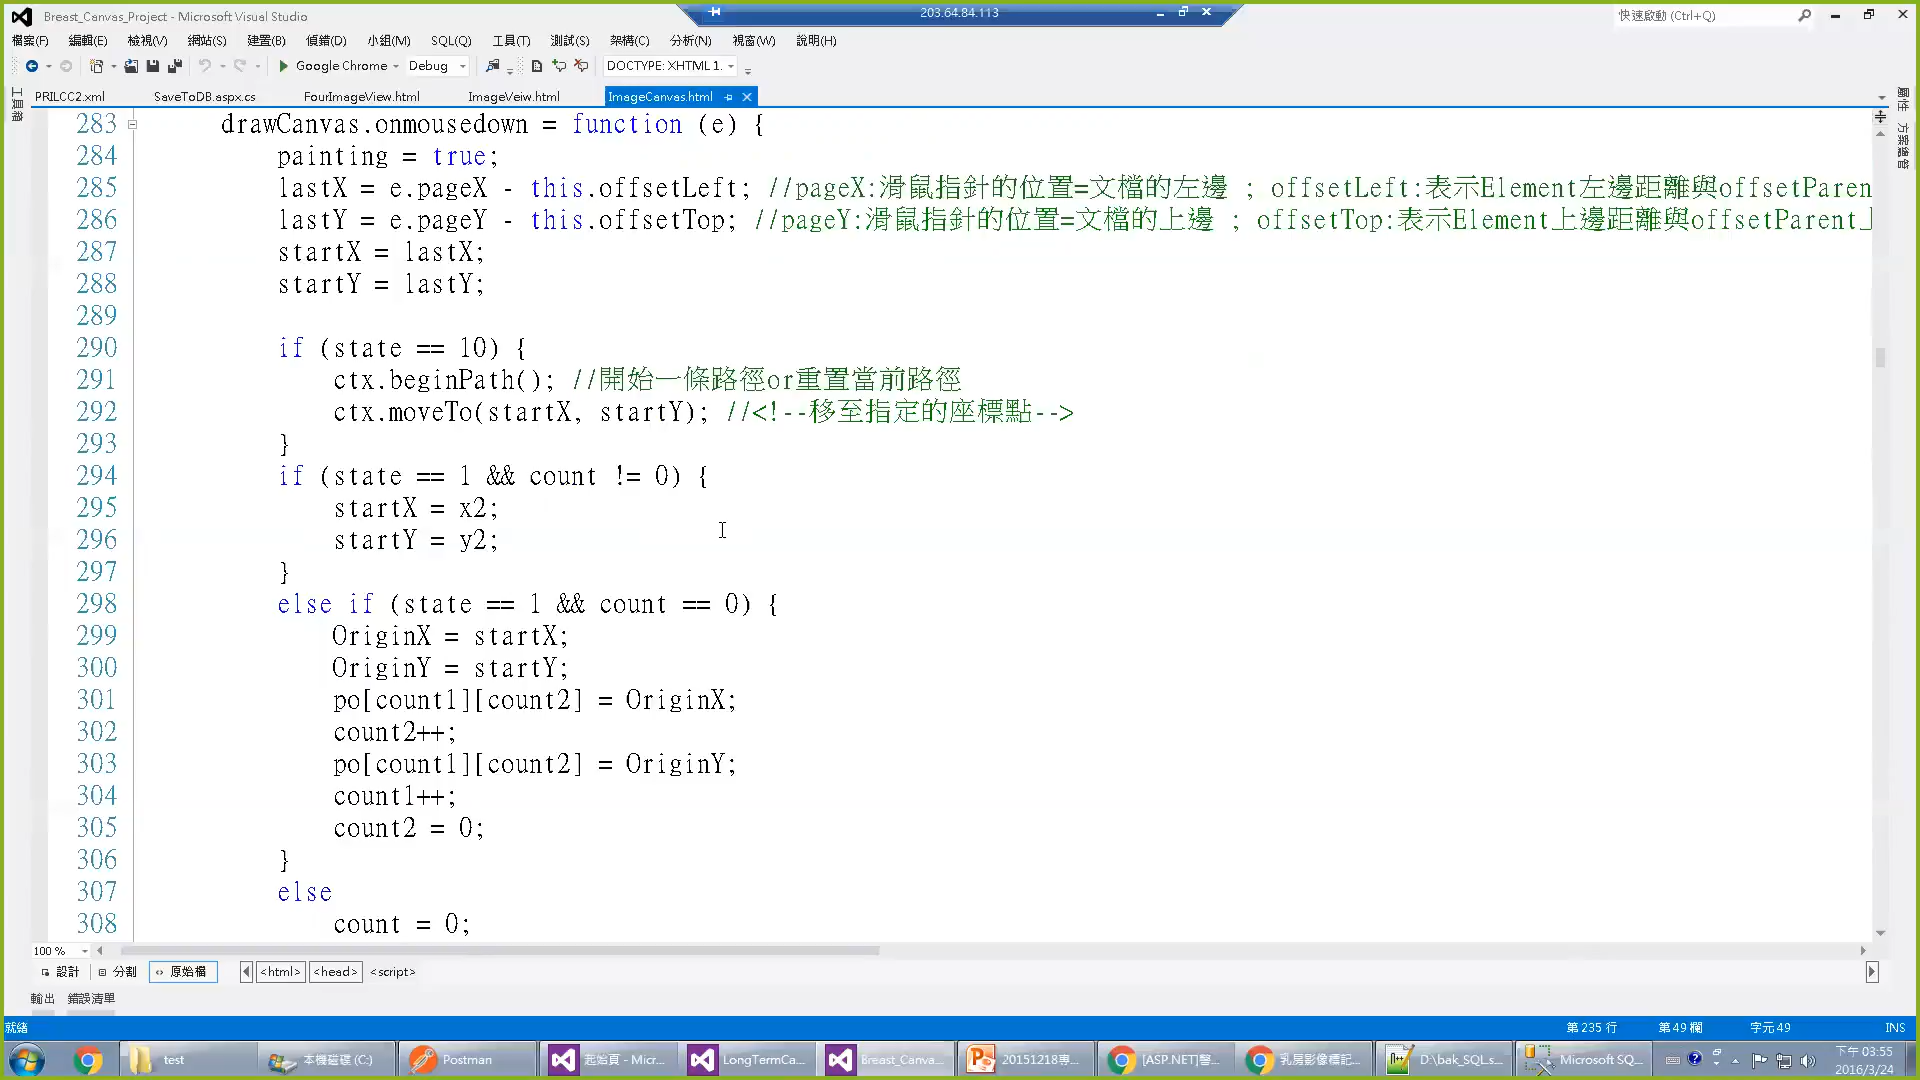 Breast_Canvas_Project - Microsoft Visual Studio
203.64.84.113
快速啟動 (Ctrl+Q)
檔案(F) 編輯(E) 檢視(V) 網站(S) 建置(B) 偵錯(D) 小組(M) SQL(Q) 工具(T) 測試(S) 架構(C) 分析(N) 視窗(W) 說明(H)
Google Chrome Debug DOCTYPE: XHTML 1.
工具箱
PRILCC2.xml SaveToDB.aspx.cs FourImageView.html ImageVeiw.html ImageCanvas.html
屬性 方案總管
283 drawCanvas.onmousedown = function (e) {
284 painting = true;
285 lastX = e.pageX - this.offsetLeft; //pageX:滑鼠指針的位置=文檔的左邊 ; offsetLeft:表示Element左邊距離與offsetParen
286 lastY = e.pageY - this.offsetTop; //pageY:滑鼠指針的位置=文檔的上邊 ; offsetTop:表示Element上邊距離與offsetParent
287 startX = lastX;
288 startY = lastY;
289
290 if (state == 10) {
291 ctx.beginPath(); //開始一條路徑or重置當前路徑
292 ctx.moveTo(startX, startY); //<!--移至指定的座標點-->
293 }
294 if (state == 1 && count != 0) {
295 startX = x2;
296 startY = y2;
297 }
298 else if (state == 1 && count == 0) {
299 OriginX = startX;
300 OriginY = startY;
301 po[count1][count2] = OriginX;
302 count2++;
303 po[count1][count2] = OriginY;
304 count1++;
305 count2 = 0;
306 }
307 else
308 count = 0;
100 %
設計 分割 原始檔 <html> <head> <script>
輸出 錯誤清單
就緒 第 235 行 第 49 欄 字元 49 INS
test 本機磁碟 (C:) Postman 起始頁 - Micr... LongTermCa... Breast_Canva... 20151218專... [ASP.NET]醫... 乳房影像標記... D:\bak_SQLs... Microsoft SQ...
下午 03:55
2016/3/24